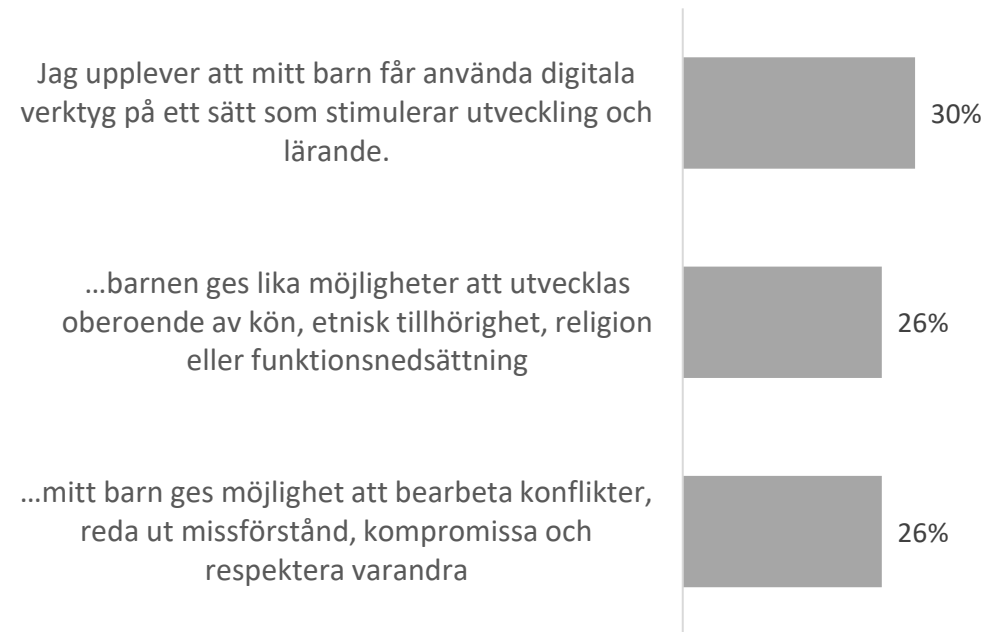 Jag upplever att mitt barn får använda digitala
verktyg på ett sätt som stimulerar utveckling och
lärande.
30%
...barnen ges lika möjligheter att utvecklas
oberoende av kön, etnisk tillhörighet, religion
eller funktionsnedsättning
26%
...mitt barn ges möjlighet att bearbeta konflikter,
reda ut missförstånd, kompromissa och
respektera varandra
26%